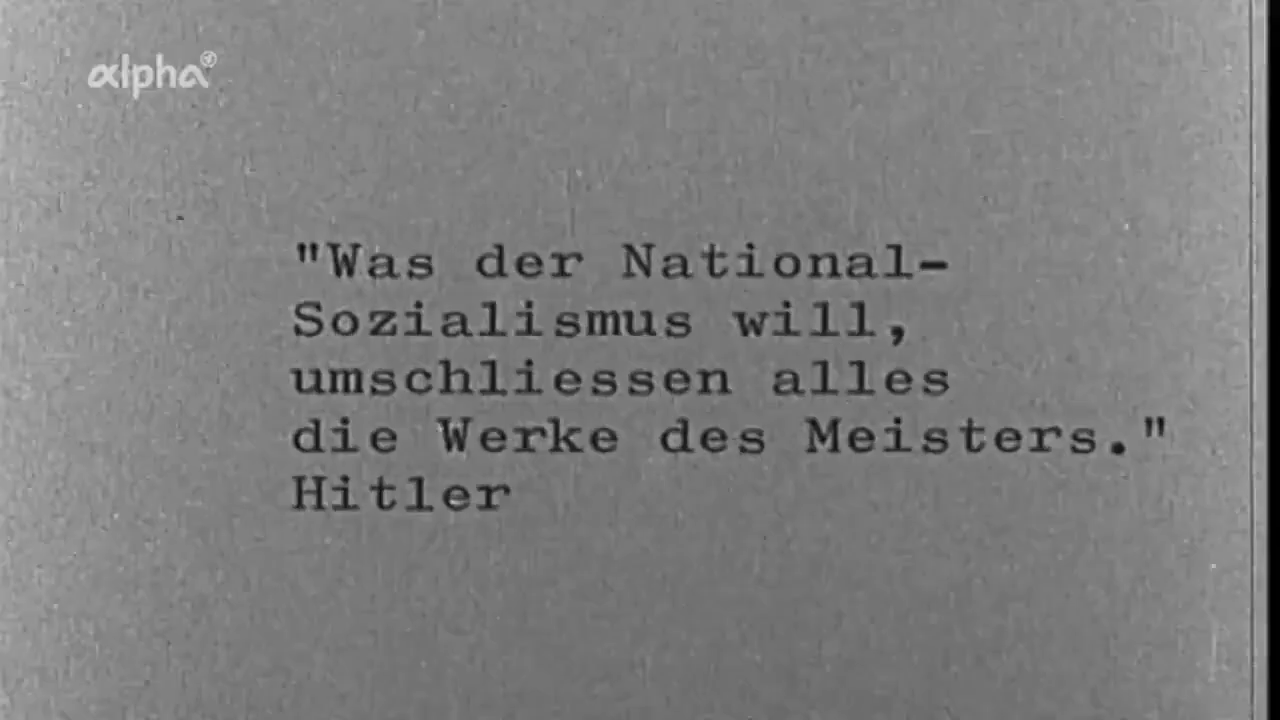 alpha
"Was der National-
Sozialismus will,
umschliessen alles
die Werke des Meisters."
Hitler